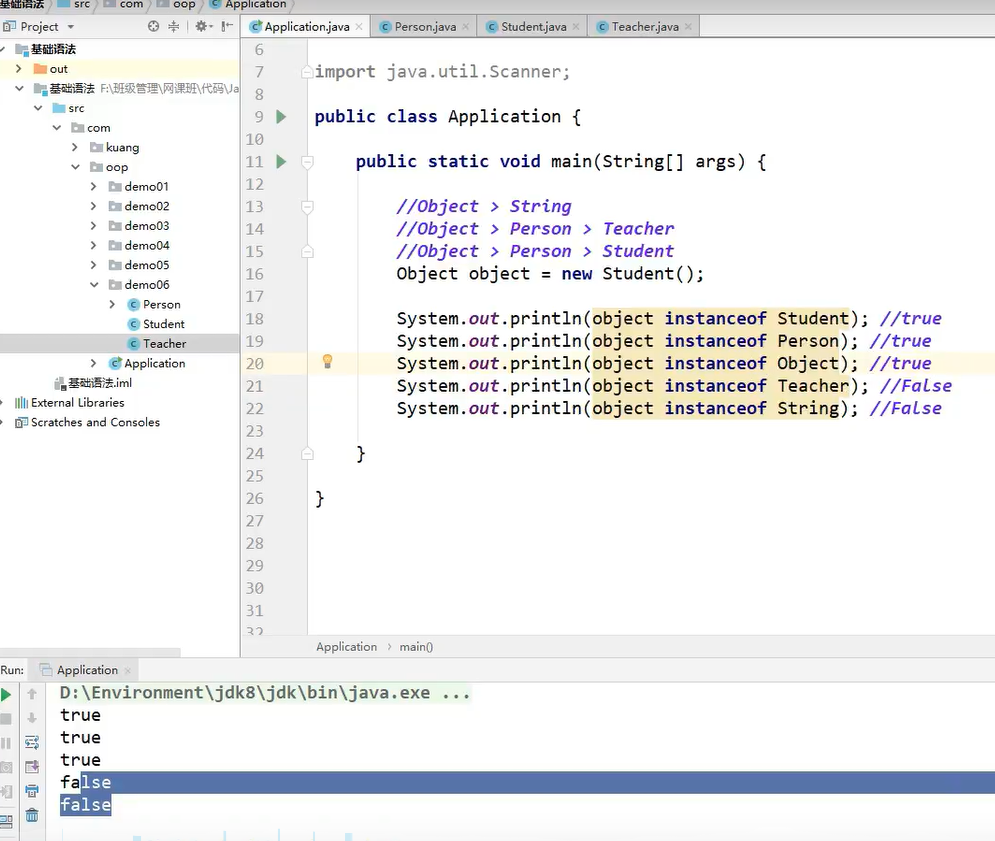 基础语法 src com oop Application
Project
Application.java Person.java Student.java Teacher.java
基础语法
out
基础语法 F:\班级管理\网课班\代码\Ja
src
com
kuang
oop
demo01
demo02
demo03
demo04
demo05
demo06
Person
Student
Teacher
Application
基础语法.iml
External Libraries
Scratches and Consoles
6
7 import java.util.Scanner;
8
9 public class Application {
10
11 public static void main(String[] args) {
12
13 //Object > String
14 //Object > Person > Teacher
15 //Object > Person > Student
16 Object object = new Student();
17
18 System.out.println(object instanceof Student); //true
19 System.out.println(object instanceof Person); //true
20 System.out.println(object instanceof Object); //true
21 System.out.println(object instanceof Teacher); //False
22 System.out.println(object instanceof String); //False
23
24 }
25
26 }
27
28
29
30
31
32
Application › main()
Run: Application
D:\Environment\jdk8\jdk\bin\java.exe ...
true
true
true
false
false